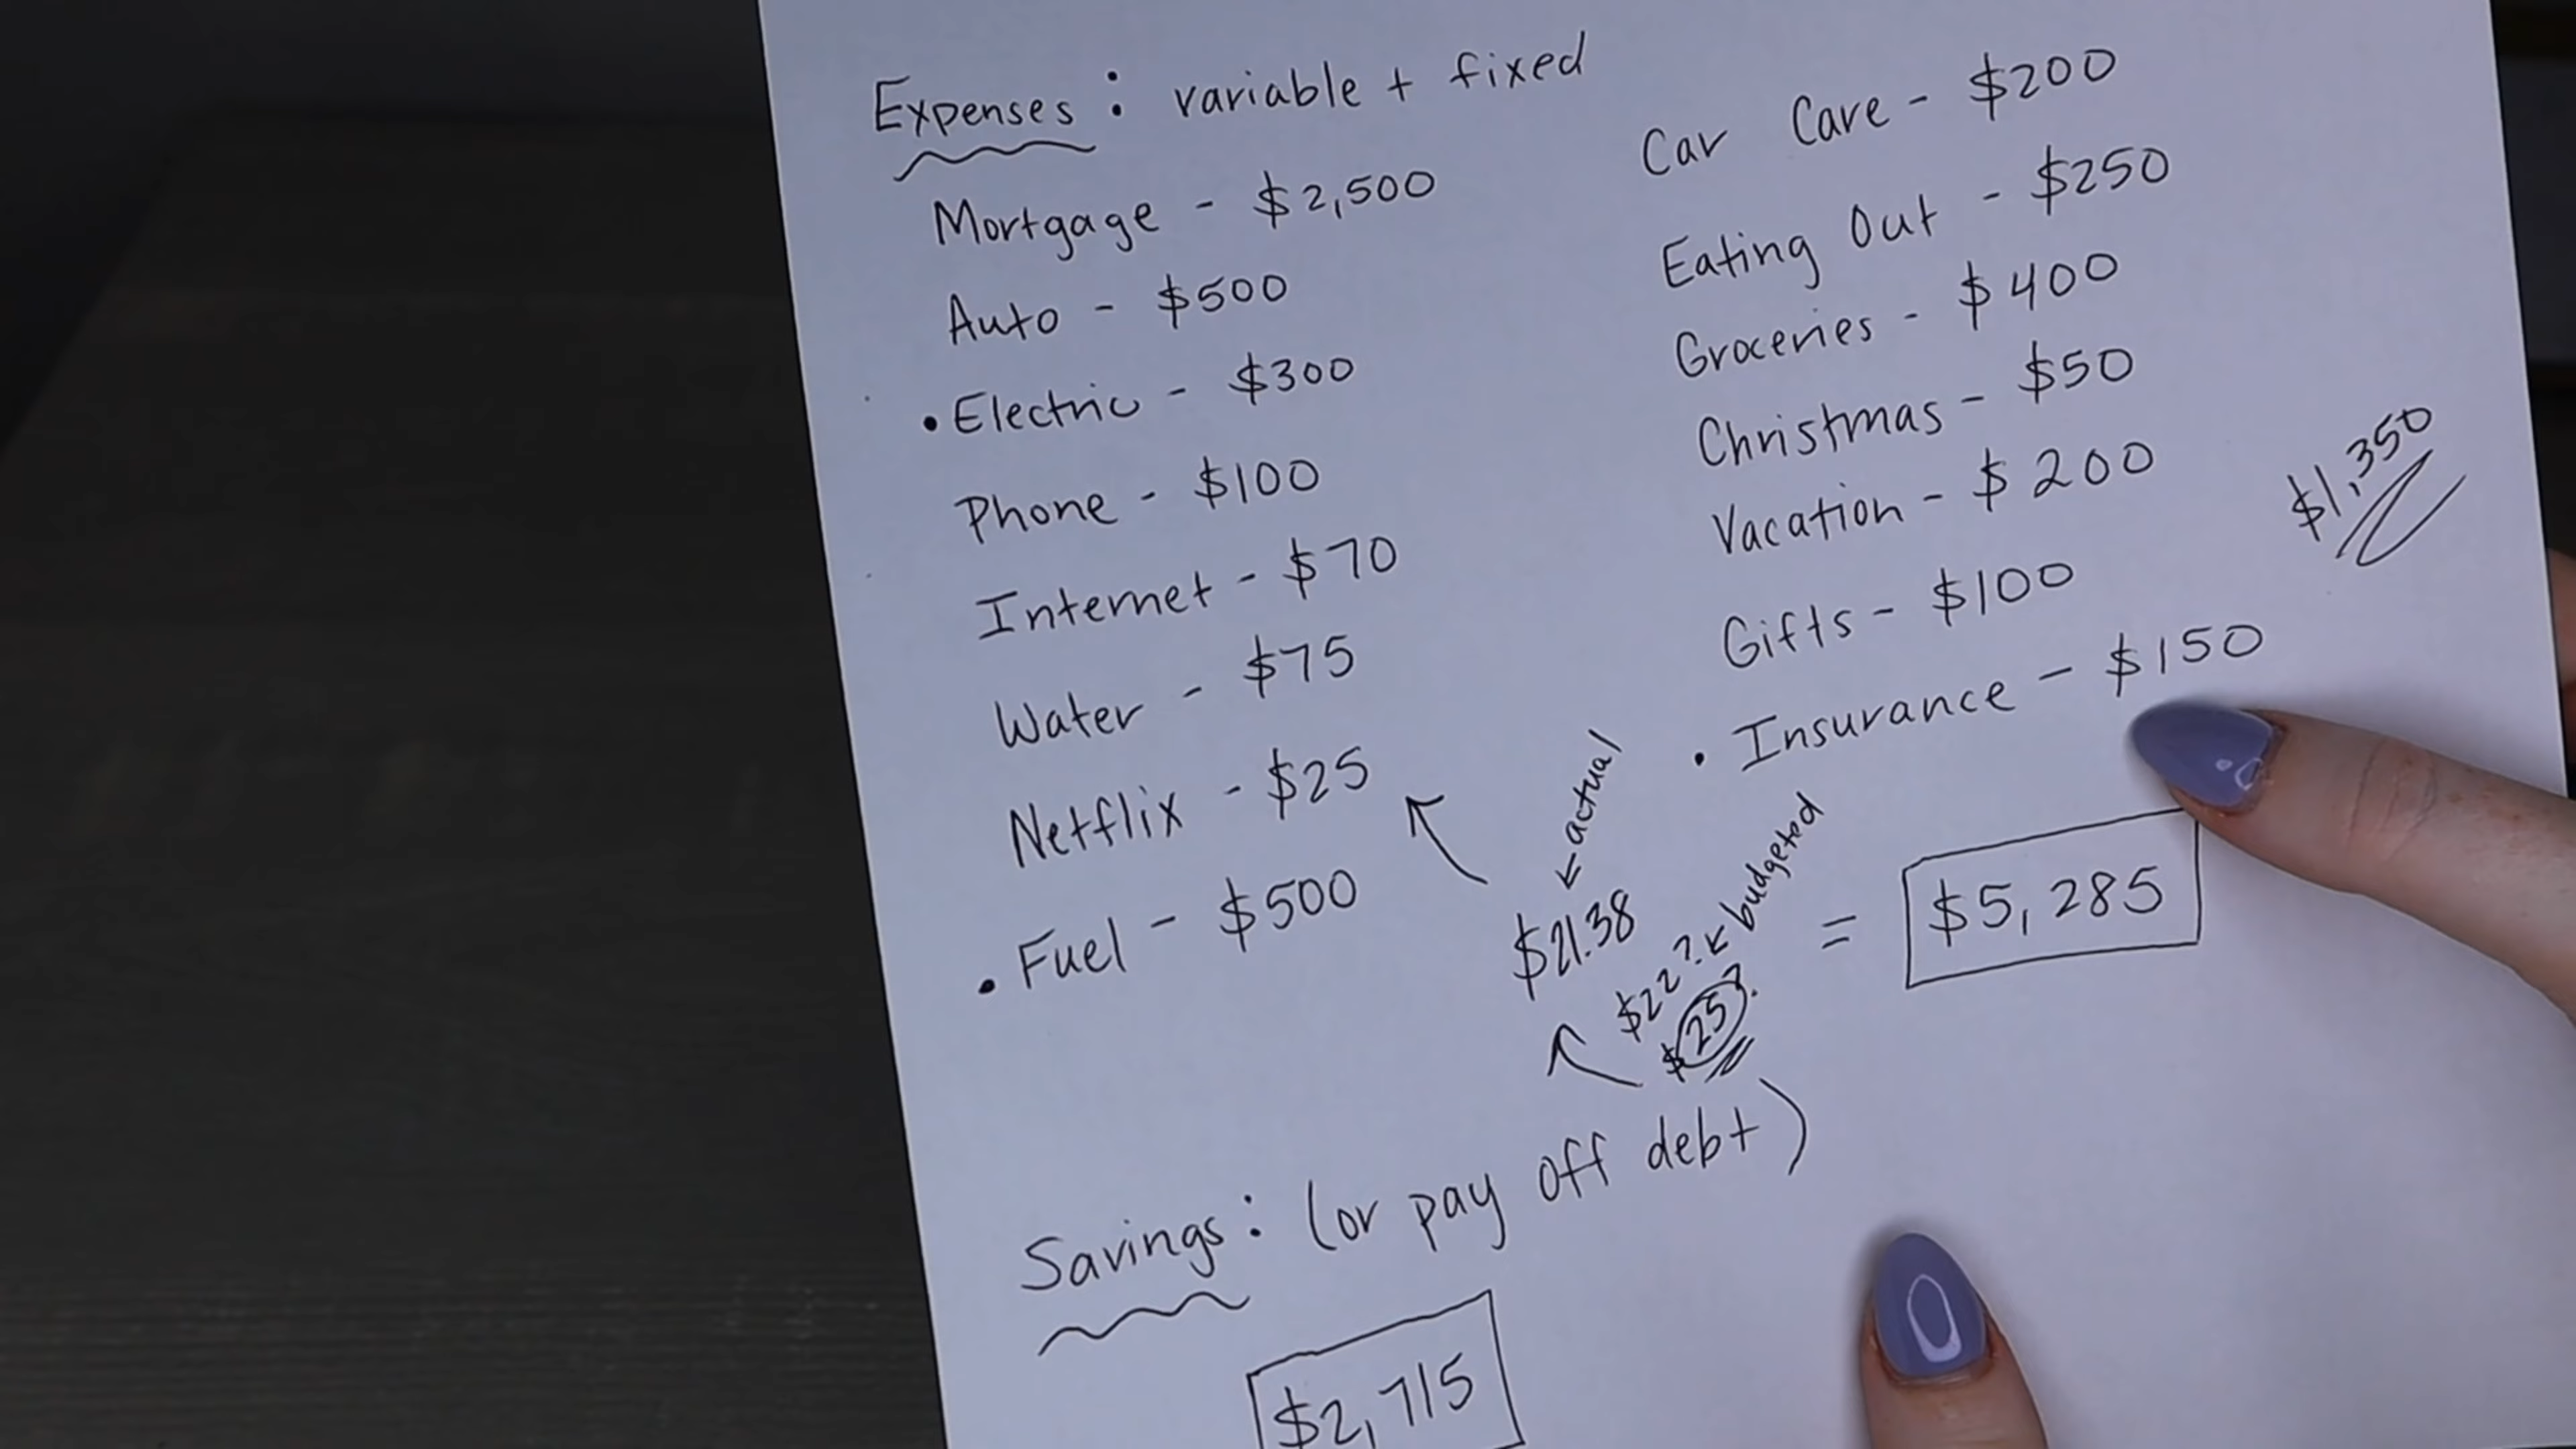 Expenses: variable + fixed
Mortgage - $2,500
Auto - $500
• Electric - $300
Phone - $100
Internet - $70
Water - $75
Netflix - $25
• Fuel - $500
Car Care - $200
Eating Out - $250
Groceries - $400
Christmas - $50
Vacation - $200
Gifts - $100
• Insurance - $150
$1,350
← actual
$21.38
$22? ← budgeted
$25?
= $5,285
Savings: (or pay off debt)
$2,715